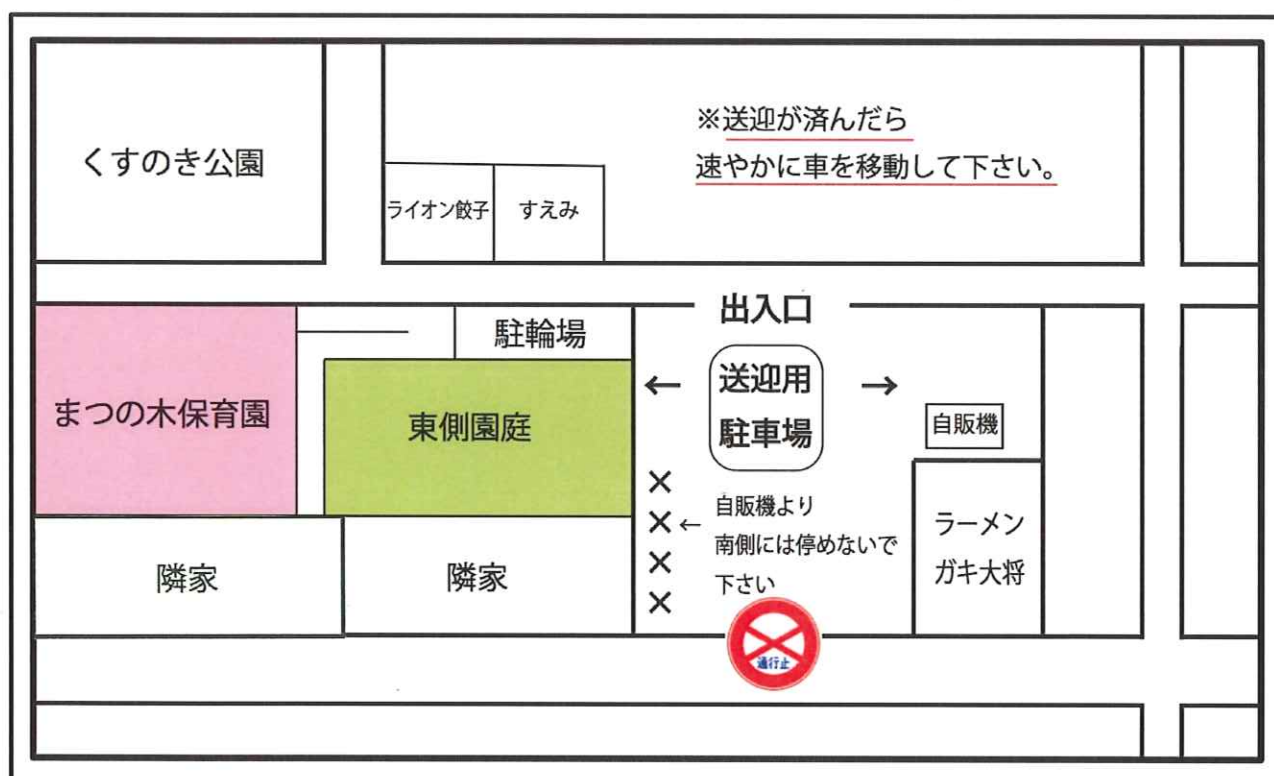 ※送迎が済んだら
速やかに車を移動して下さい。
くすのき公園
ライオン餃子
すえみ
出入口
駐輪場
まつの木保育園
東側園庭
← 送迎用 →
駐車場
自販機
×
×
×
×
← 自販機より
南側には停めないで
下さい
ラーメン
ガキ大将
隣家
隣家
通行止